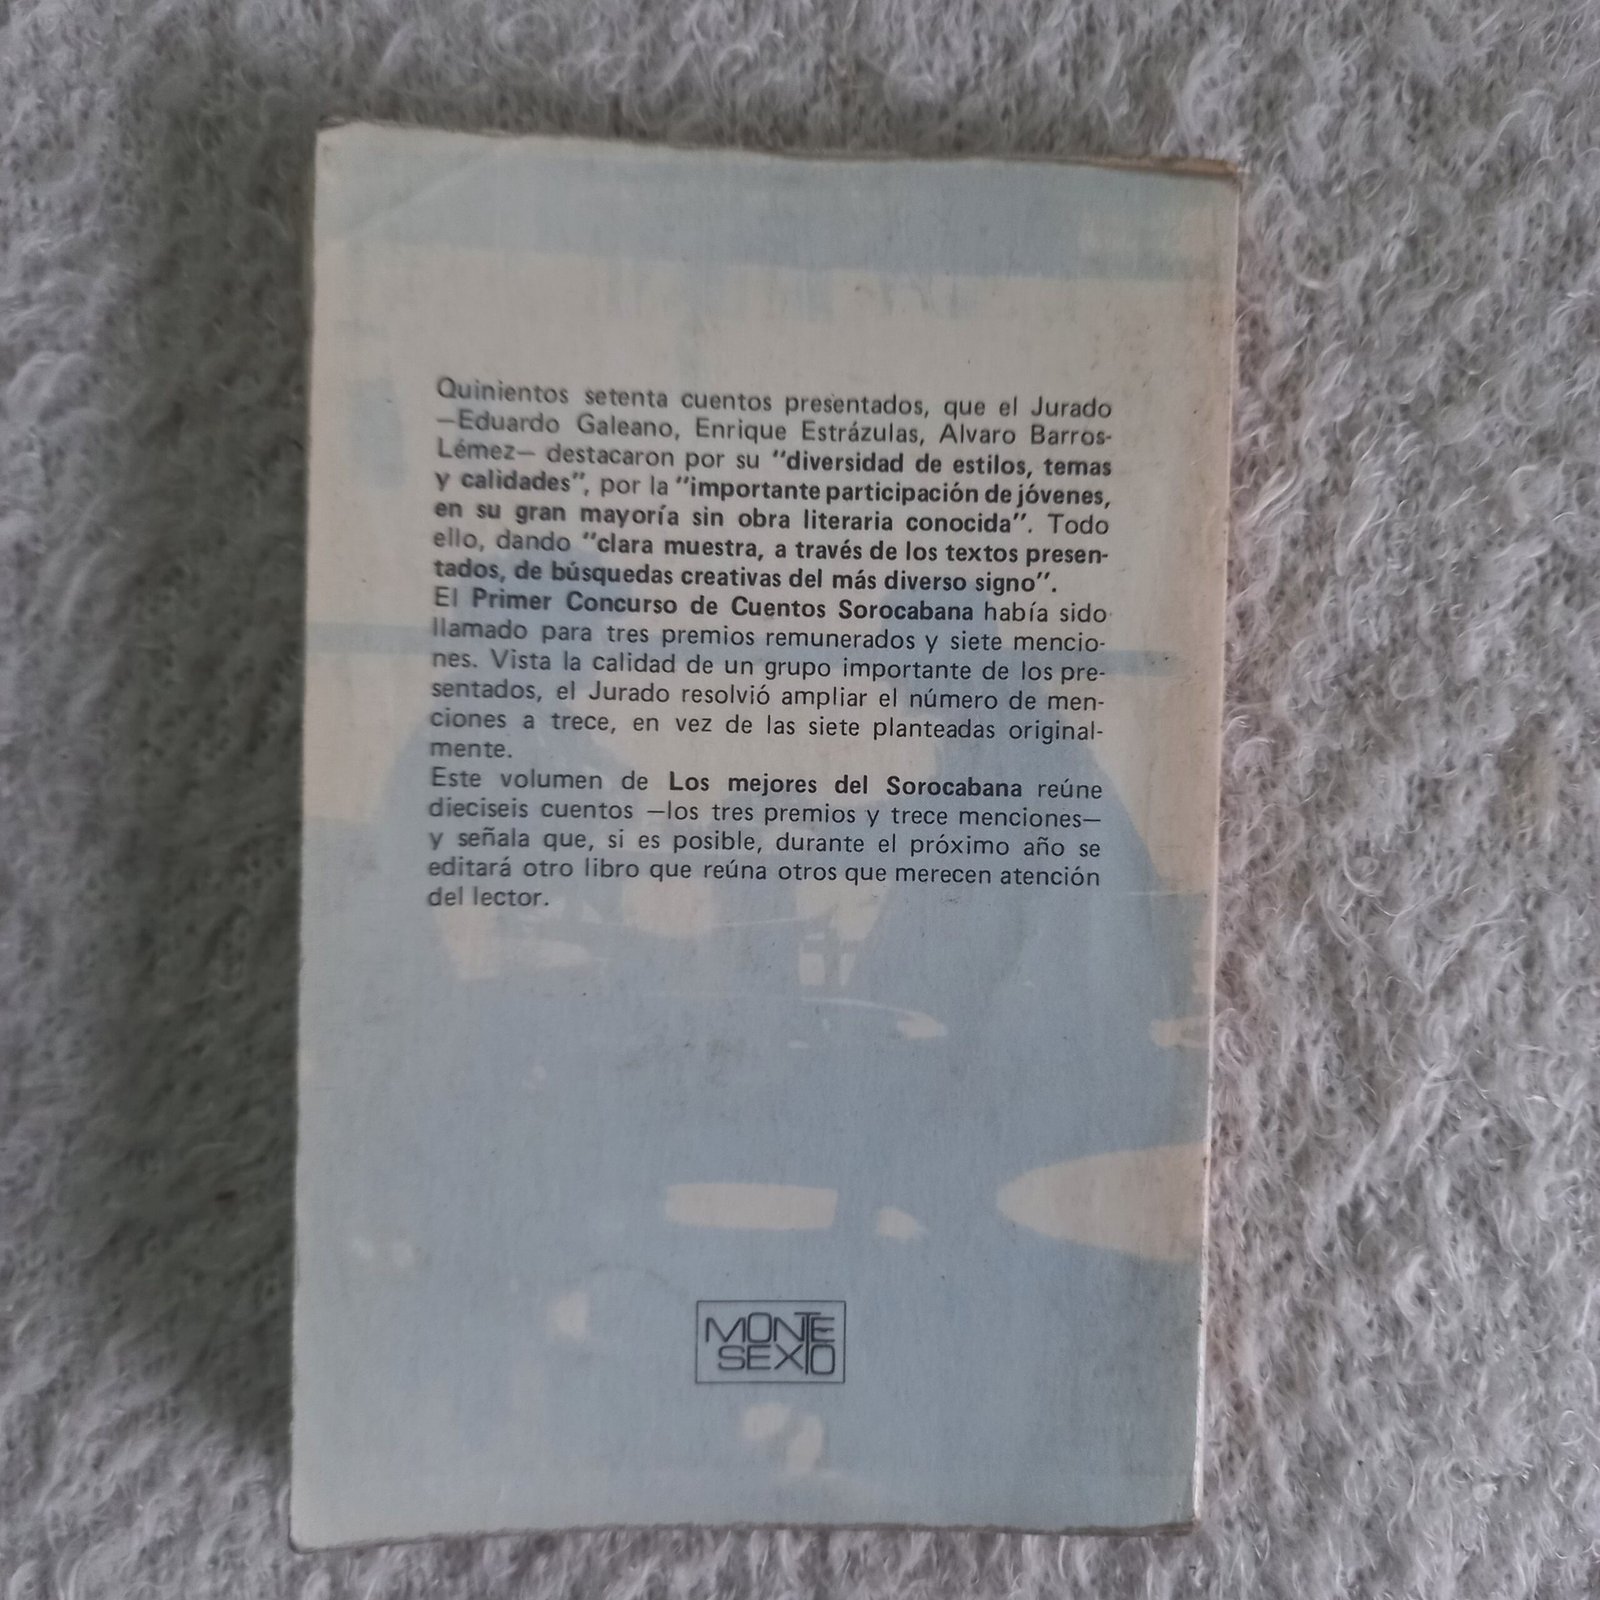 Quinientos setenta cuentos presentados, que el Jurado
—Eduardo Galeano, Enrique Estrázulas, Alvaro Barros-
Lémez— destacaron por su "diversidad de estilos, temas
y calidades", por la "importante participación de jóvenes,
en su gran mayoría sin obra literaria conocida". Todo
ello, dando "clara muestra, a través de los textos presen-
tados, de búsquedas creativas del más diverso signo".
El Primer Concurso de Cuentos Sorocabana había sido
llamado para tres premios remunerados y siete mencio-
nes. Vista la calidad de un grupo importante de los pre-
sentados, el Jurado resolvió ampliar el número de men-
ciones a trece, en vez de las siete planteadas original-
mente.
Este volumen de Los mejores del Sorocabana reúne
dieciseis cuentos —los tres premios y trece menciones—
y señala que, si es posible, durante el próximo año se
editará otro libro que reúna otros que merecen atención
del lector.
MONTE
SEXTO